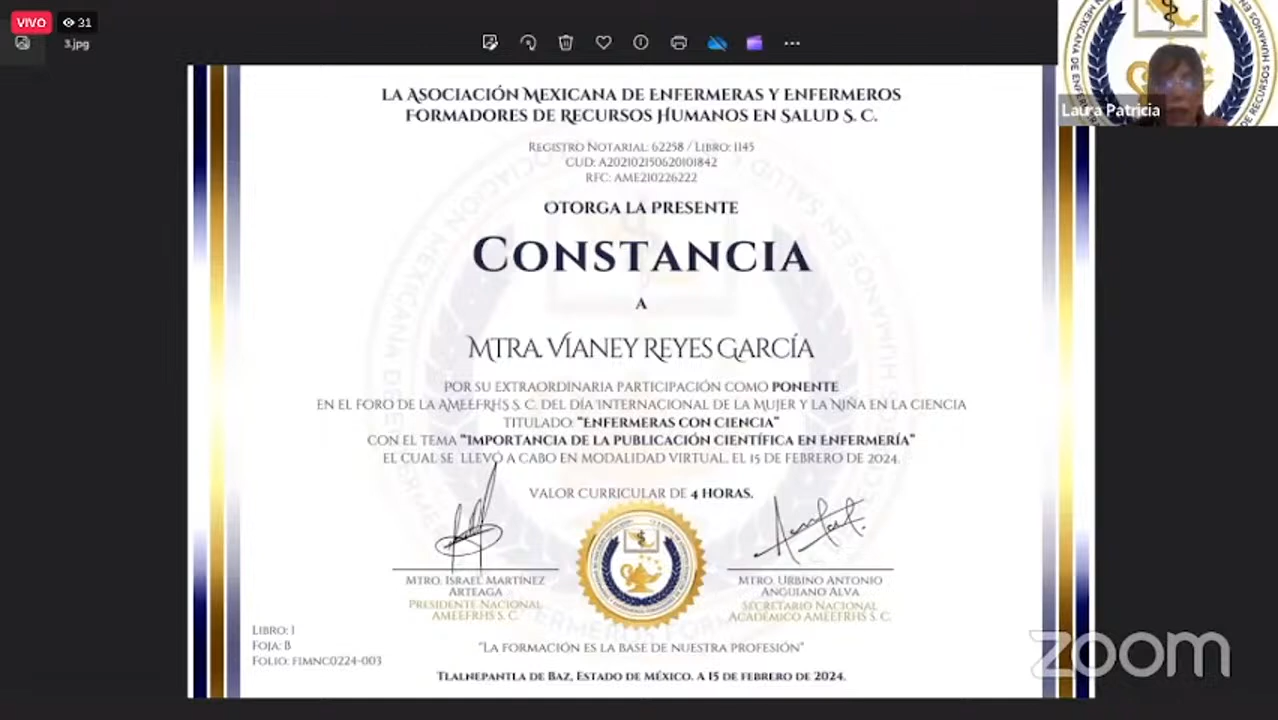 VIVO
31
3.jpg
Laura Patricia
LA ASOCIACIÓN MEXICANA DE ENFERMERAS Y ENFERMEROS
FORMADORES DE RECURSOS HUMANOS EN SALUD S. C.
REGISTRO NOTARIAL: 62258 / LIBRO: 1145
CUD: A202102150620101842
RFC: AME210226222
OTORGA LA PRESENTE
CONSTANCIA
A
MTRA. VIANEY REYES GARCÍA
POR SU EXTRAORDINARIA PARTICIPACIÓN COMO PONENTE
EN EL FORO DE LA AMEEFRHS S. C. DEL DÍA INTERNACIONAL DE LA MUJER Y LA NIÑA EN LA CIENCIA
TITULADO: "ENFERMERAS CON CIENCIA"
CON EL TEMA "IMPORTANCIA DE LA PUBLICACIÓN CIENTÍFICA EN ENFERMERÍA"
EL CUAL SE LLEVÓ A CABO EN MODALIDAD VIRTUAL, EL 15 DE FEBRERO DE 2024.
VALOR CURRICULAR DE 4 HORAS.
MTRO. ISRAEL MARTÍNEZ
ARTEAGA
PRESIDENTE NACIONAL
AMEEFRHS S. C.
MTRO. URBINO ANTONIO
ANGUIANO ALVA
SECRETARIO NACIONAL
ACADÉMICO AMEEFRHS S. C.
LIBRO: 1
FOJA: B
FOLIO: F1MNC0224-003
"LA FORMACIÓN ES LA BASE DE NUESTRA PROFESIÓN"
TLALNEPANTLA DE BAZ, ESTADO DE MÉXICO. A 15 DE FEBRERO DE 2024.
zoom